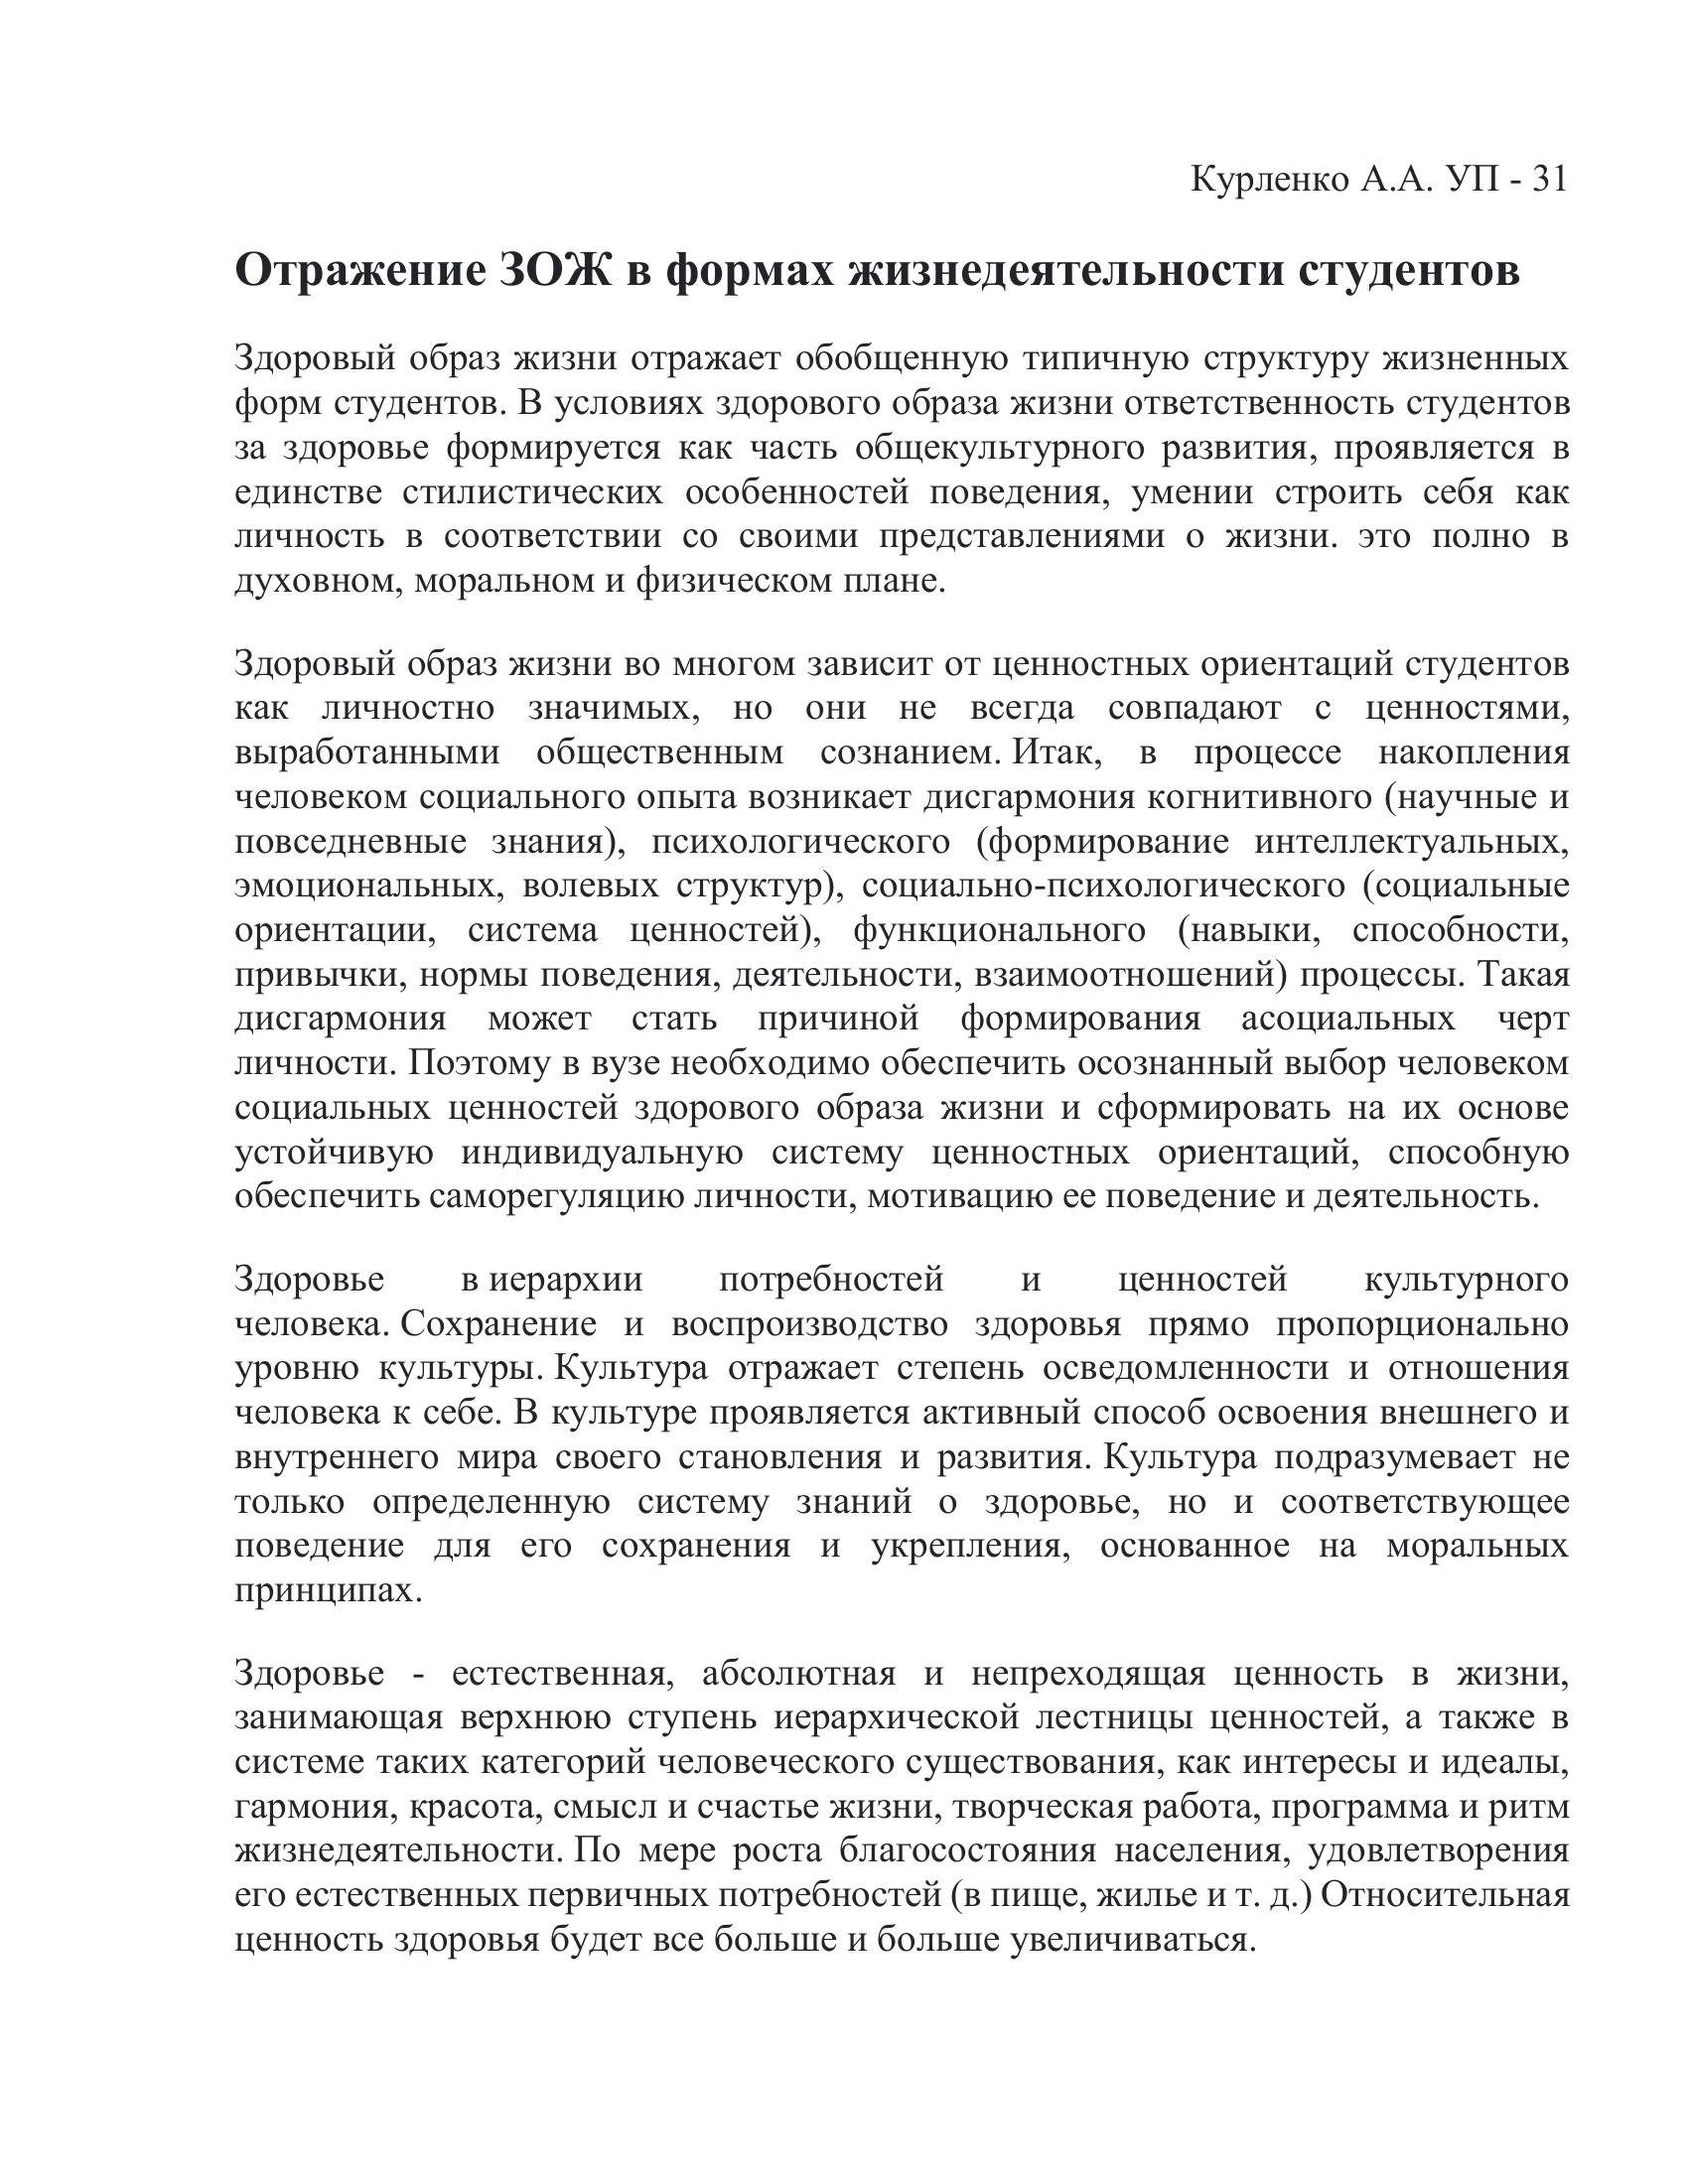 Курленко А.А. УП - 31
Отражение ЗОЖ в формах жизнедеятельности студентов
Здоровый образ жизни отражает обобщенную типичную структуру жизненных
форм студентов. В условиях здорового образа жизни ответственность студентов
за здоровье формируется как часть общекультурного развития, проявляется в
единстве стилистических особенностей поведения, умении строить себя как
личность в соответствии со своими представлениями о жизни. это полно в
духовном, моральном и физическом плане.
Здоровый образ жизни во многом зависит от ценностных ориентаций студентов
как личностно значимых, но они не всегда совпадают с ценностями,
выработанными общественным сознанием. Итак, в процессе накопления
человеком социального опыта возникает дисгармония когнитивного (научные и
повседневные знания), психологического (формирование интеллектуальных,
эмоциональных, волевых структур), социально-психологического (социальные
ориентации, система ценностей), функционального (навыки, способности,
привычки, нормы поведения, деятельности, взаимоотношений) процессы. Такая
дисгармония может стать причиной формирования асоциальных черт
личности. Поэтому в вузе необходимо обеспечить осознанный выбор человеком
социальных ценностей здорового образа жизни и сформировать на их основе
устойчивую индивидуальную систему ценностных ориентаций, способную
обеспечить саморегуляцию личности, мотивацию ее поведение и деятельность.
Здоровье в иерархии потребностей и ценностей культурного
человека. Сохранение и воспроизводство здоровья прямо пропорционально
уровню культуры. Культура отражает степень осведомленности и отношения
человека к себе. В культуре проявляется активный способ освоения внешнего и
внутреннего мира своего становления и развития. Культура подразумевает не
только определенную систему знаний о здоровье, но и соответствующее
поведение для его сохранения и укрепления, основанное на моральных
принципах.
Здоровье - естественная, абсолютная и непреходящая ценность в жизни,
занимающая верхнюю ступень иерархической лестницы ценностей, а также в
системе таких категорий человеческого существования, как интересы и идеалы,
гармония, красота, смысл и счастье жизни, творческая работа, программа и ритм
жизнедеятельности. По мере роста благосостояния населения, удовлетворения
его естественных первичных потребностей (в пище, жилье и т. д.) Относительная
ценность здоровья будет все больше и больше увеличиваться.